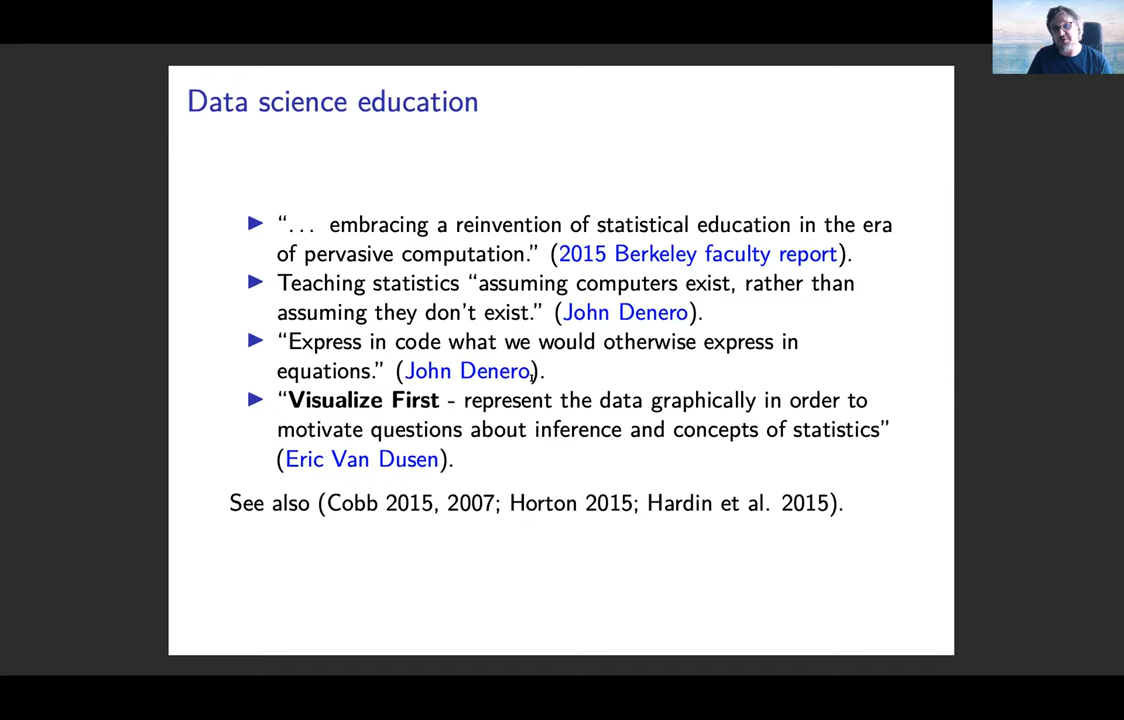 Data science education
“... embracing a reinvention of statistical education in the era
of pervasive computation.” (2015 Berkeley faculty report).
Teaching statistics “assuming computers exist, rather than
assuming they don’t exist.” (John Denero).
“Express in code what we would otherwise express in
equations.” (John Denero).
“Visualize First - represent the data graphically in order to
motivate questions about inference and concepts of statistics”
(Eric Van Dusen).
See also (Cobb 2015, 2007; Horton 2015; Hardin et al. 2015).